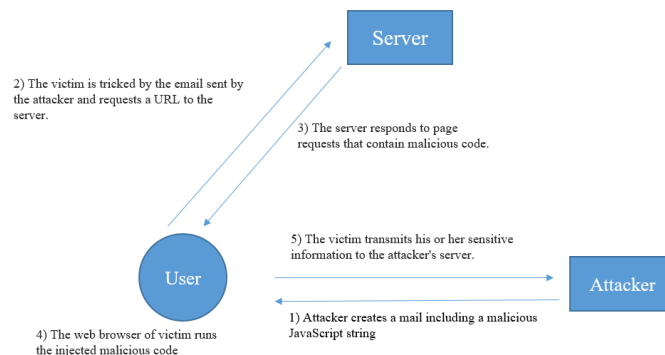 Server
2) The victim is tricked by the email sent by
the attacker and requests a URL to the
server.
3) The server responds to page
requests that contain malicious code.
5) The victim transmits his or her sensitive
information to the attacker's server.
User
Attacker
4) The web browser of victim runs
the injected malicious code
1) Attacker creates a mail including a malicious
JavaScript string